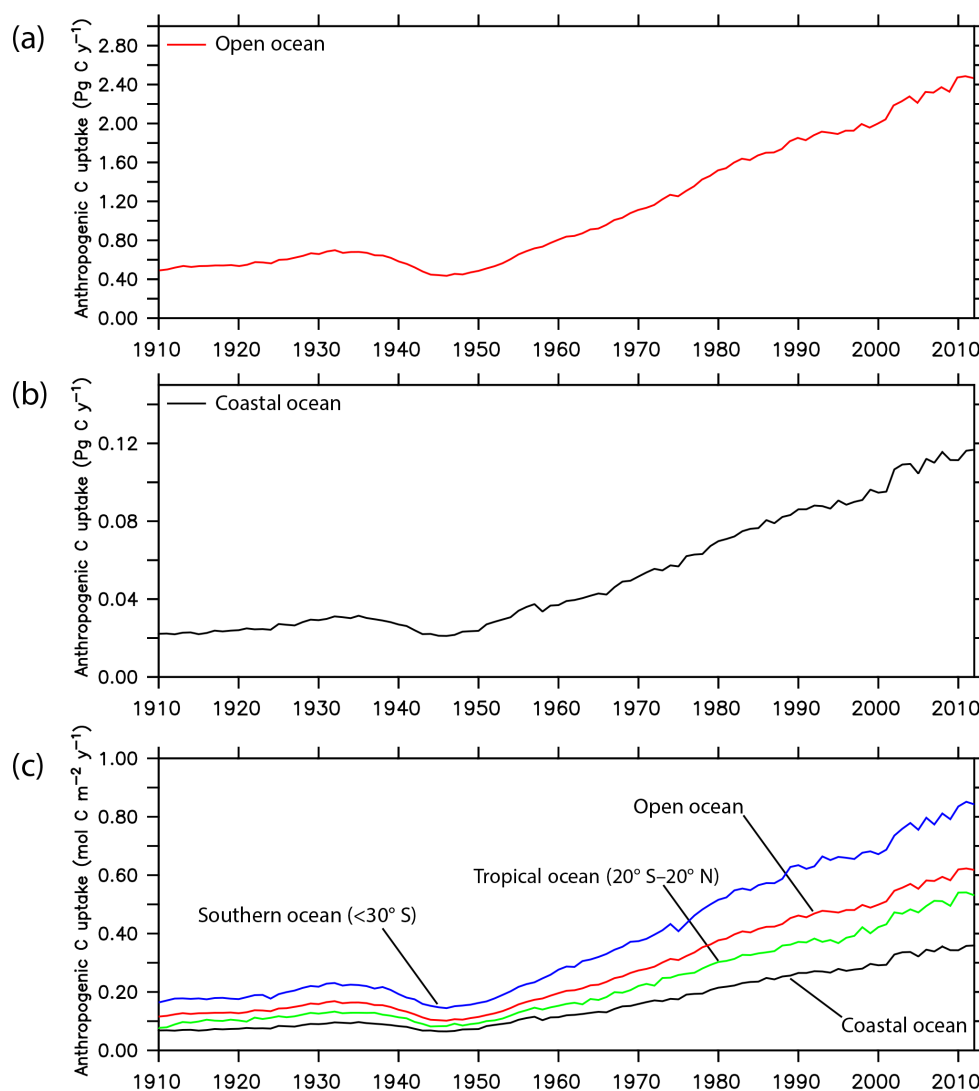 (a)
Anthropogenic C uptake (Pg C y⁻¹)
Open ocean
2.80
2.40
2.00
1.60
1.20
0.80
0.40
0.00
1910 1920 1930 1940 1950 1960 1970 1980 1990 2000 2010
(b)
Anthropogenic C uptake (Pg C y⁻¹)
Coastal ocean
0.12
0.08
0.04
0.00
1910 1920 1930 1940 1950 1960 1970 1980 1990 2000 2010
(c)
Anthropogenic C uptake (mol C m⁻² y⁻¹)
1.00
0.80
0.60
0.40
0.20
0.00
Open ocean
Tropical ocean (20° S–20° N)
Southern ocean (<30° S)
Coastal ocean
1910 1920 1930 1940 1950 1960 1970 1980 1990 2000 2010